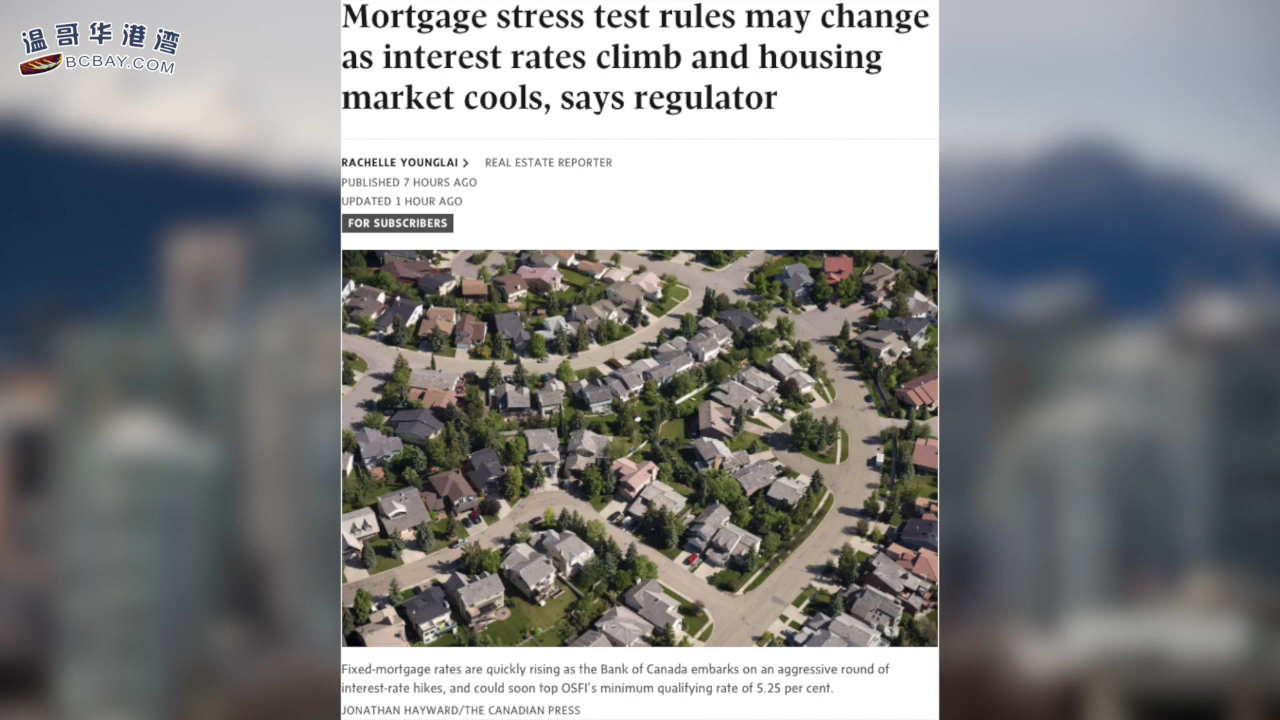 温哥华港湾
BCBAY.COM
Mortgage stress test rules may change
as interest rates climb and housing
market cools, says regulator
RACHELLE YOUNGLAI > REAL ESTATE REPORTER
PUBLISHED 7 HOURS AGO
UPDATED 1 HOUR AGO
FOR SUBSCRIBERS
Fixed-mortgage rates are quickly rising as the Bank of Canada embarks on an aggressive round of
interest-rate hikes, and could soon top OSFI's minimum qualifying rate of 5.25 per cent.
JONATHAN HAYWARD/THE CANADIAN PRESS